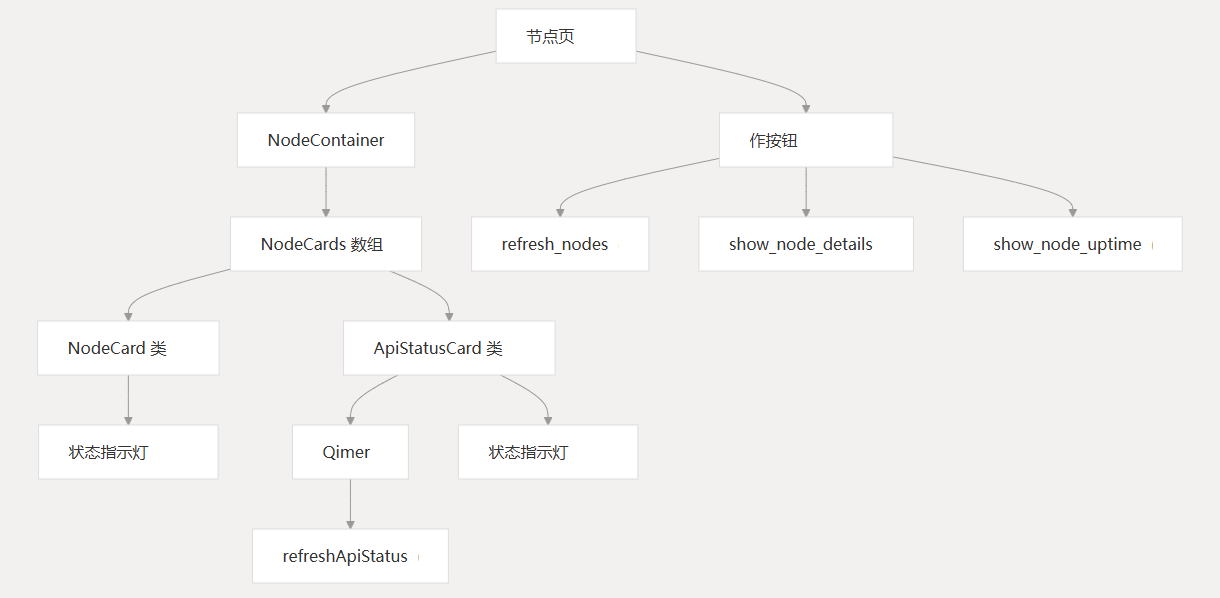 节点页
NodeContainer
作按钮
NodeCards 数组
refresh_nodes
show_node_details
show_node_uptime（
NodeCard 类
ApiStatusCard 类
状态指示灯
Qimer
状态指示灯
refreshApiStatus（